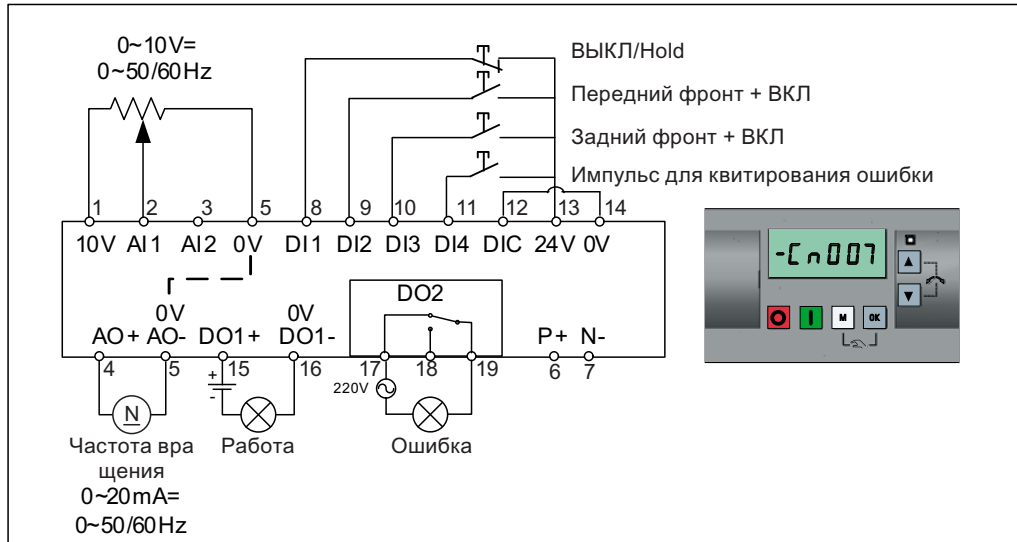 0~10V=
0~50/60Hz
ВЫКЛ/Hold
Передний фронт + ВКЛ
Задний фронт + ВКЛ
Импульс для квитирования ошибки
1 2 3 5 8 9 10 11 12 13 14
10V AI1 AI2 0V DI1 DI2 DI3 DI4 DIC 24V 0V
-Cn007
M OK
DO2
0V 0V
AO+ AO- DO1+ DO1- P+ N-
4 5 15 16 17 18 19 6 7
+
-
220V
N
Частота вра
щения
Работа
Ошибка
0~20mA=
0~50/60Hz